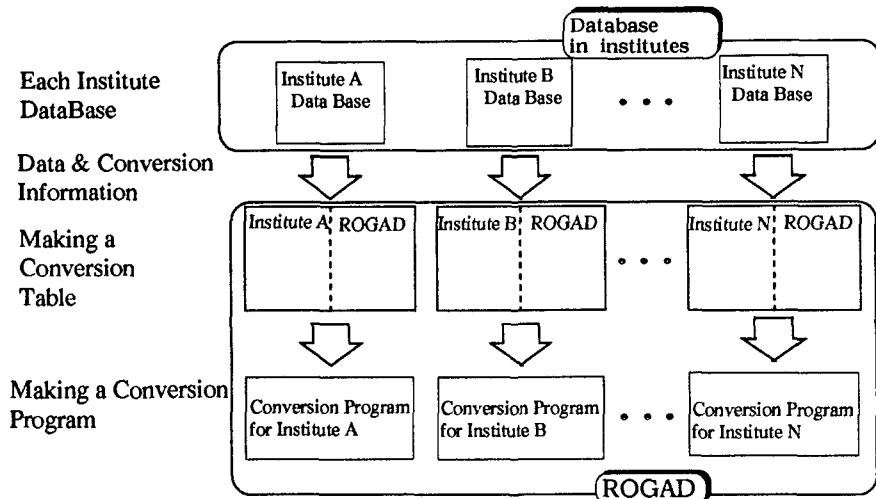 Database
in institutes
Each Institute
DataBase
Institute A
Data Base
Institute B
Data Base
• • •
Institute N
Data Base
Data & Conversion
Information
Making a
Conversion
Table
Institute A
ROGAD
Institute B
ROGAD
• • •
Institute N
ROGAD
Making a Conversion
Program
Conversion Program
for Institute A
Conversion Program
for Institute B
• • •
Conversion Program
for Institute N
ROGAD